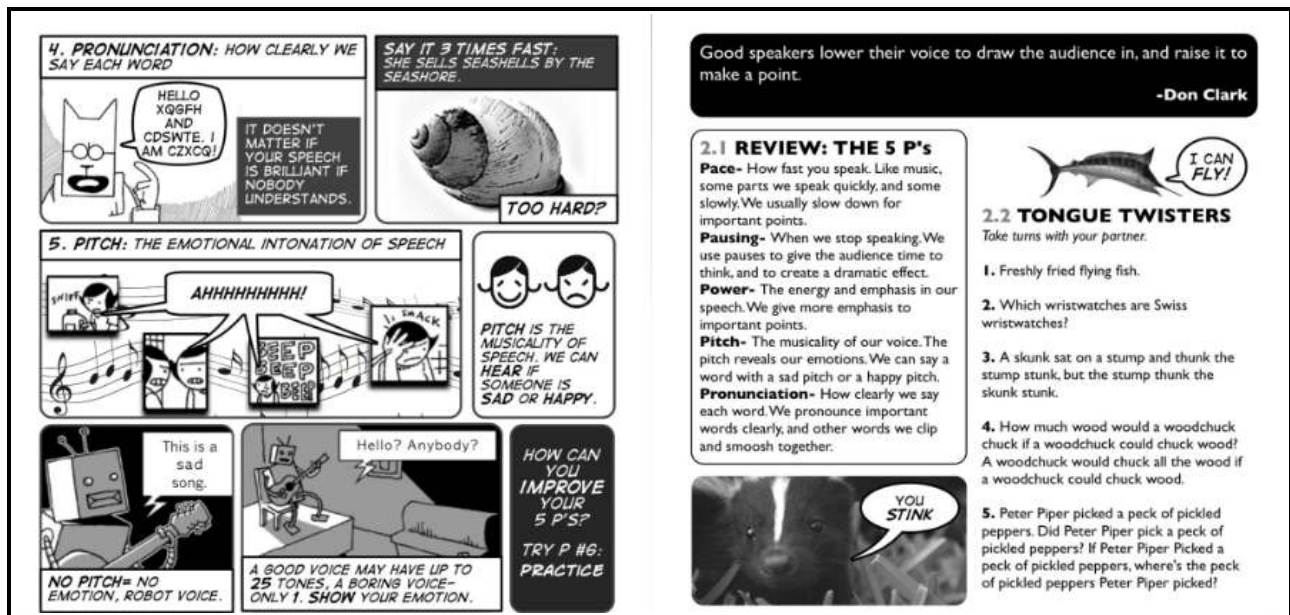 4. PRONUNCIATION: HOW CLEARLY WE
SAY EACH WORD
HELLO
XQGFH
AND
CDSWTE. I
AM CZXCQ!
IT DOESN'T
MATTER IF
YOUR SPEECH
IS BRILLIANT IF
NOBODY
UNDERSTANDS.
SAY IT 3 TIMES FAST:
SHE SELLS SEASHELLS BY THE
SEASHORE.
TOO HARD?
5. PITCH: THE EMOTIONAL INTONATION OF SPEECH
SNIFF
AHHHHHHHHH!
BEEP
BEEP
BEEP
SMACK
PITCH IS THE
MUSICALITY OF
SPEECH. WE CAN
HEAR IF
SOMEONE IS
SAD OR HAPPY.
This is a
sad
song.
NO PITCH= NO
EMOTION, ROBOT VOICE.
Hello? Anybody?
A GOOD VOICE MAY HAVE UP TO
25 TONES, A BORING VOICE-
ONLY 1. SHOW YOUR EMOTION.
HOW CAN
YOU
IMPROVE
YOUR
5 P'S?
TRY P #6:
PRACTICE
Good speakers lower their voice to draw the audience in, and raise it to
make a point.
-Don Clark
2.1 REVIEW: THE 5 P's
Pace- How fast you speak. Like music,
some parts we speak quickly, and some
slowly. We usually slow down for
important points.
Pausing- When we stop speaking. We
use pauses to give the audience time to
think, and to create a dramatic effect.
Power- The energy and emphasis in our
speech. We give more emphasis to
important points.
Pitch- The musicality of our voice. The
pitch reveals our emotions. We can say a
word with a sad pitch or a happy pitch.
Pronunciation- How clearly we say
each word. We pronounce important
words clearly, and other words we clip
and smoosh together.
YOU
STINK
I CAN
FLY!
2.2 TONGUE TWISTERS
Take turns with your partner.
1. Freshly fried flying fish.
2. Which wristwatches are Swiss
wristwatches?
3. A skunk sat on a stump and thunk the
stump stunk, but the stump thunk the
skunk stunk.
4. How much wood would a woodchuck
chuck if a woodchuck could chuck wood?
A woodchuck would chuck all the wood if
a woodchuck could chuck wood.
5. Peter Piper picked a peck of pickled
peppers. Did Peter Piper pick a peck of
pickled peppers? If Peter Piper Picked a
peck of pickled peppers, where's the peck
of pickled peppers Peter Piper picked?